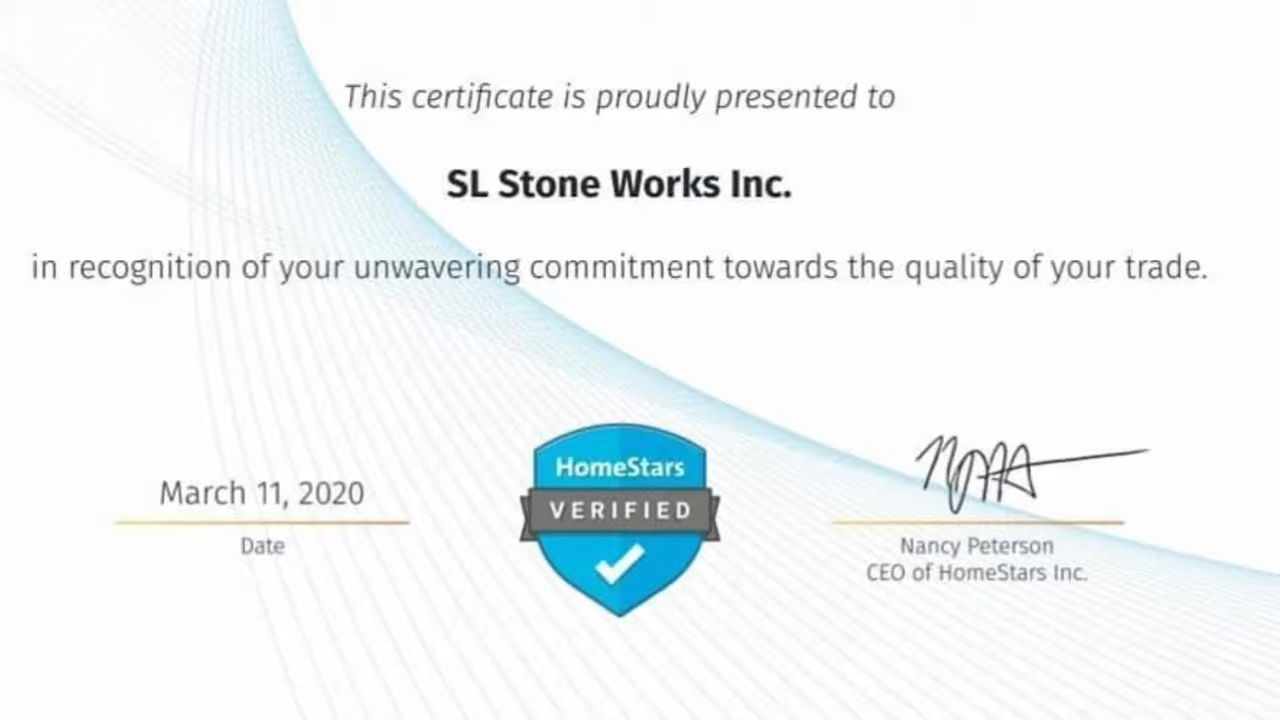 This certificate is proudly presented to
SL Stone Works Inc.
in recognition of your unwavering commitment towards the quality of your trade.
HomeStars
VERIFIED
March 11, 2020
Date
Nancy Peterson
CEO of HomeStars Inc.